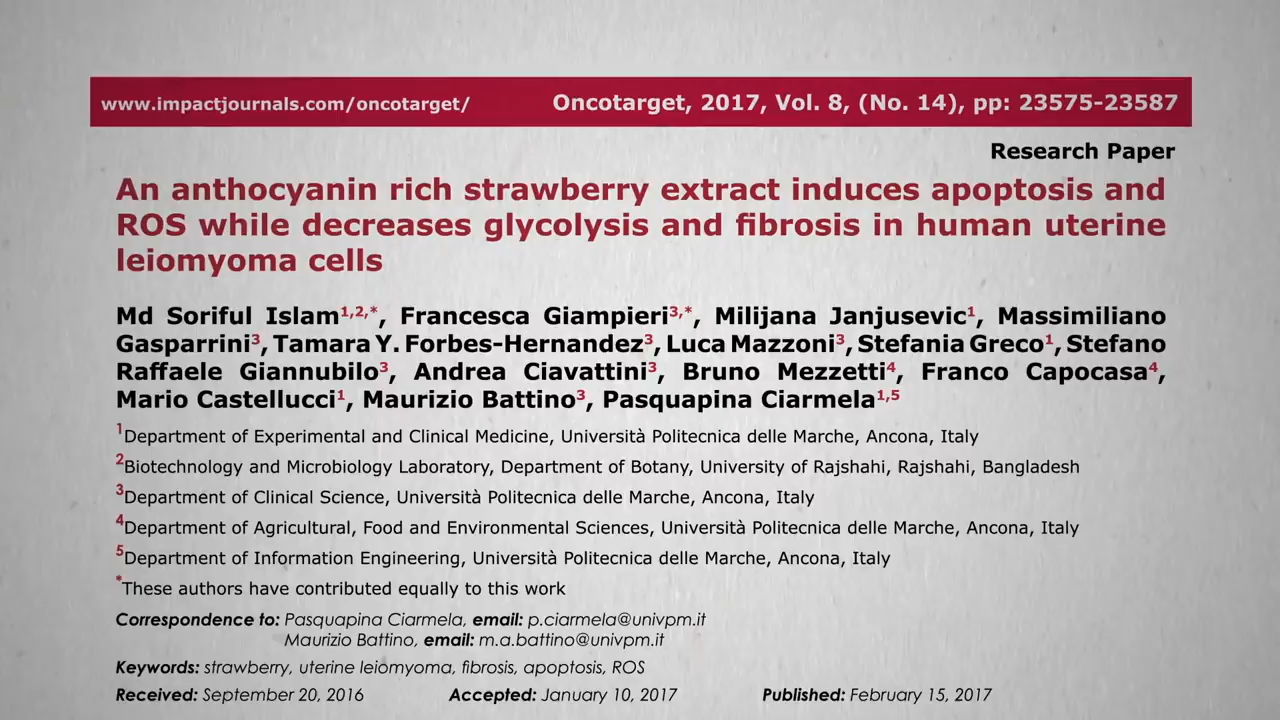 www.impactjournals.com/oncotarget/ Oncotarget, 2017, Vol. 8, (No. 14), pp: 23575-23587
Research Paper
An anthocyanin rich strawberry extract induces apoptosis and
ROS while decreases glycolysis and fibrosis in human uterine
leiomyoma cells
Md Soriful Islam1,2,*, Francesca Giampieri3,*, Milijana Janjusevic1, Massimiliano
Gasparrini3, Tamara Y. Forbes-Hernandez3, Luca Mazzoni3, Stefania Greco1, Stefano
Raffaele Giannubilo3, Andrea Ciavattini3, Bruno Mezzetti4, Franco Capocasa4,
Mario Castellucci1, Maurizio Battino3, Pasquapina Ciarmela1,5
1Department of Experimental and Clinical Medicine, Università Politecnica delle Marche, Ancona, Italy
2Biotechnology and Microbiology Laboratory, Department of Botany, University of Rajshahi, Rajshahi, Bangladesh
3Department of Clinical Science, Università Politecnica delle Marche, Ancona, Italy
4Department of Agricultural, Food and Environmental Sciences, Università Politecnica delle Marche, Ancona, Italy
5Department of Information Engineering, Università Politecnica delle Marche, Ancona, Italy
*These authors have contributed equally to this work
Correspondence to: Pasquapina Ciarmela, email: p.ciarmela@univpm.it
Maurizio Battino, email: m.a.battino@univpm.it
Keywords: strawberry, uterine leiomyoma, fibrosis, apoptosis, ROS
Received: September 20, 2016 Accepted: January 10, 2017 Published: February 15, 2017